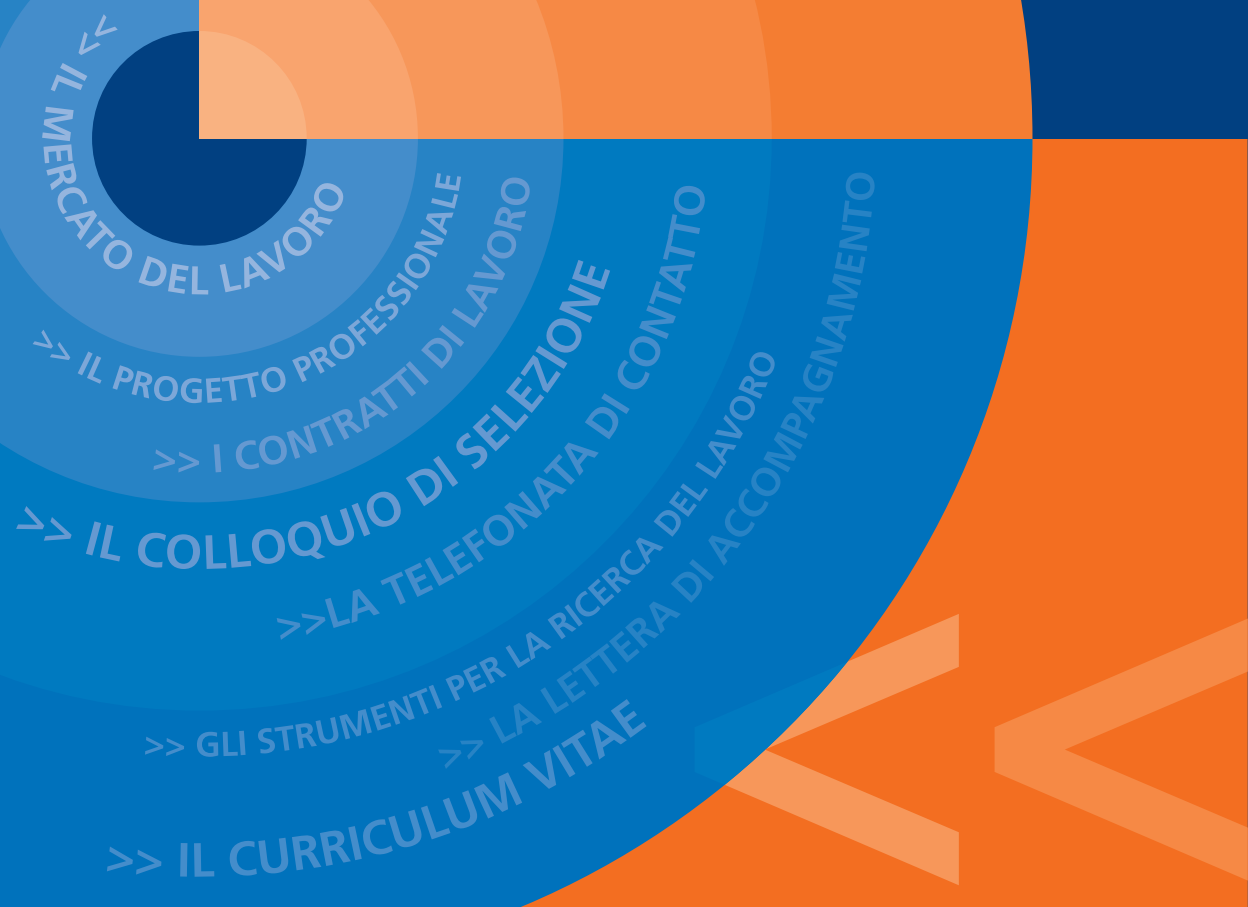 >> IL MERCATO DEL LAVORO
>> IL PROGETTO PROFESSIONALE
>> I CONTRATTI DI LAVORO
>> IL COLLOQUIO DI SELEZIONE
>>LA TELEFONATA DI CONTATTO
>> GLI STRUMENTI PER LA RICERCA DEL LAVORO
>> LA LETTERA DI ACCOMPAGNAMENTO
>> IL CURRICULUM VITAE
<<